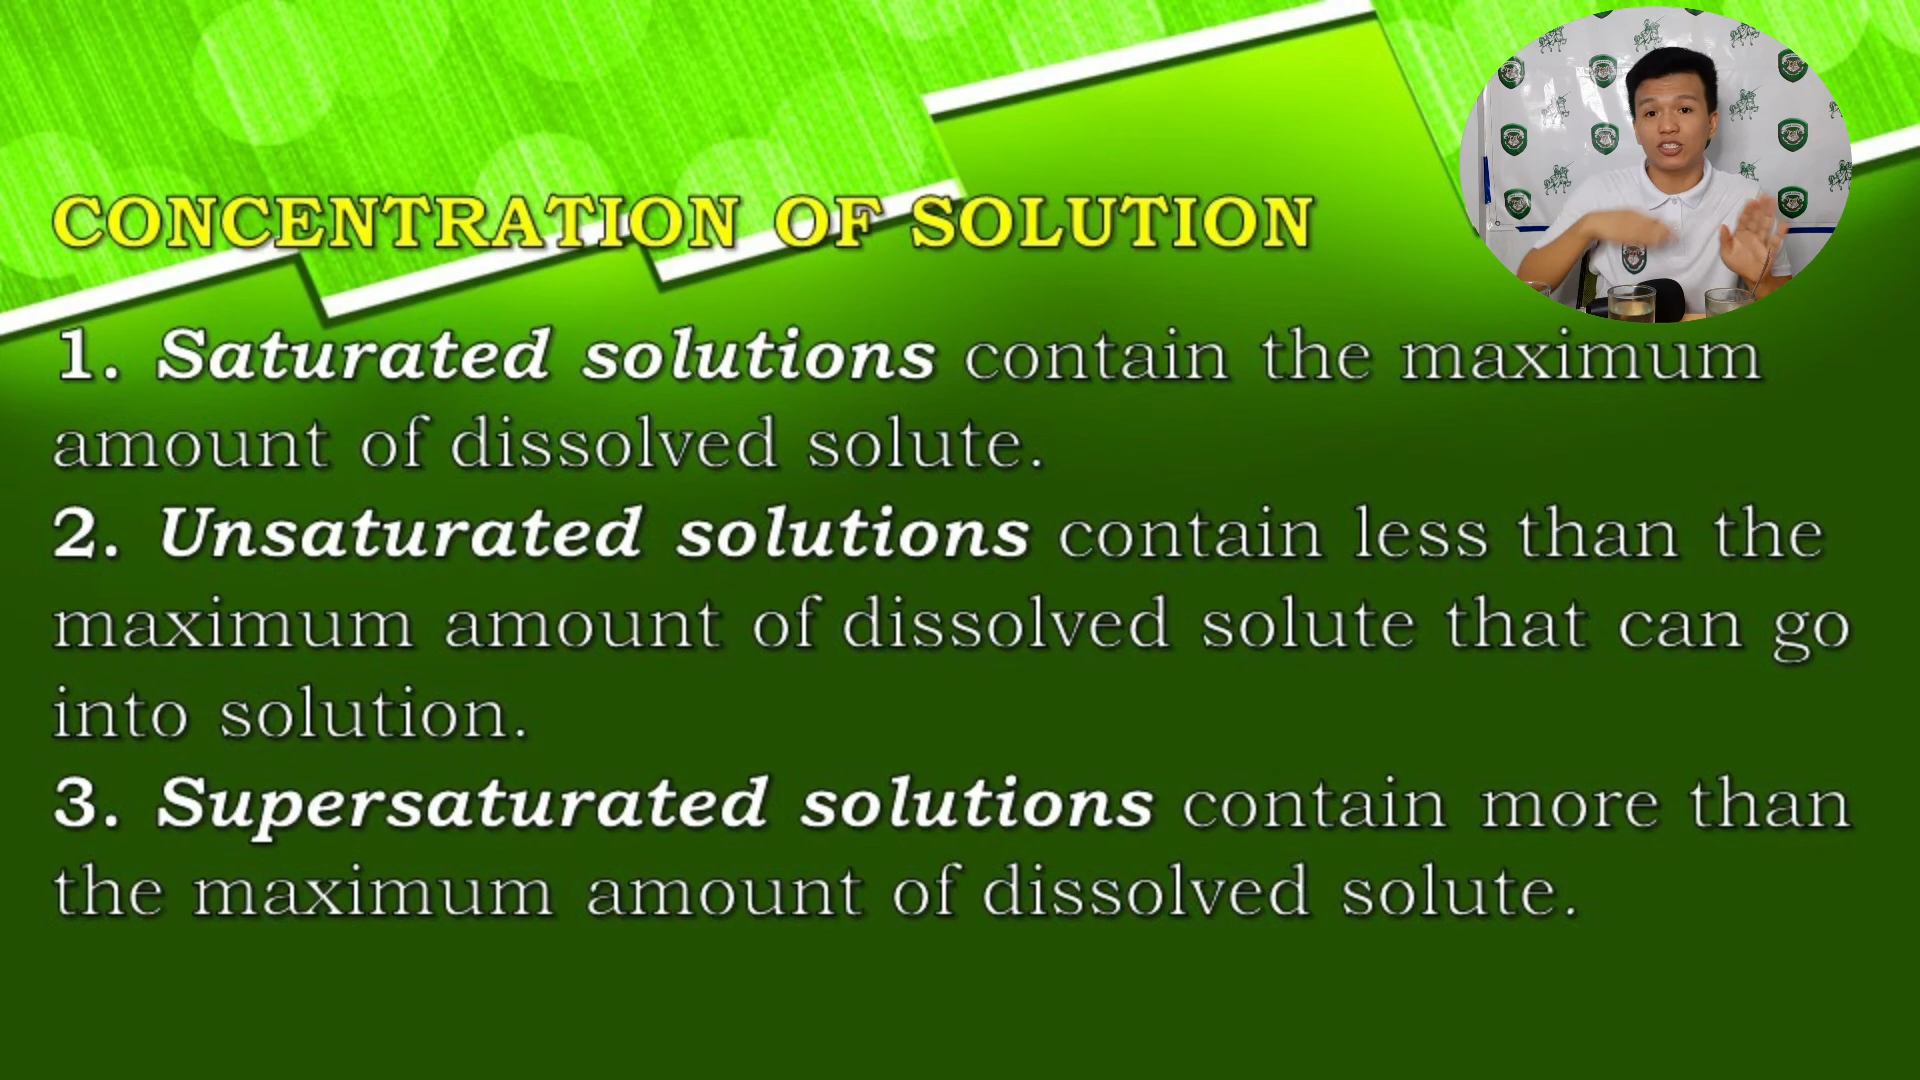 CONCENTRATION OF SOLUTION
1. Saturated solutions contain the maximum
amount of dissolved solute.
2. Unsaturated solutions contain less than the
maximum amount of dissolved solute that can go
into solution.
3. Supersaturated solutions contain more than
the maximum amount of dissolved solute.